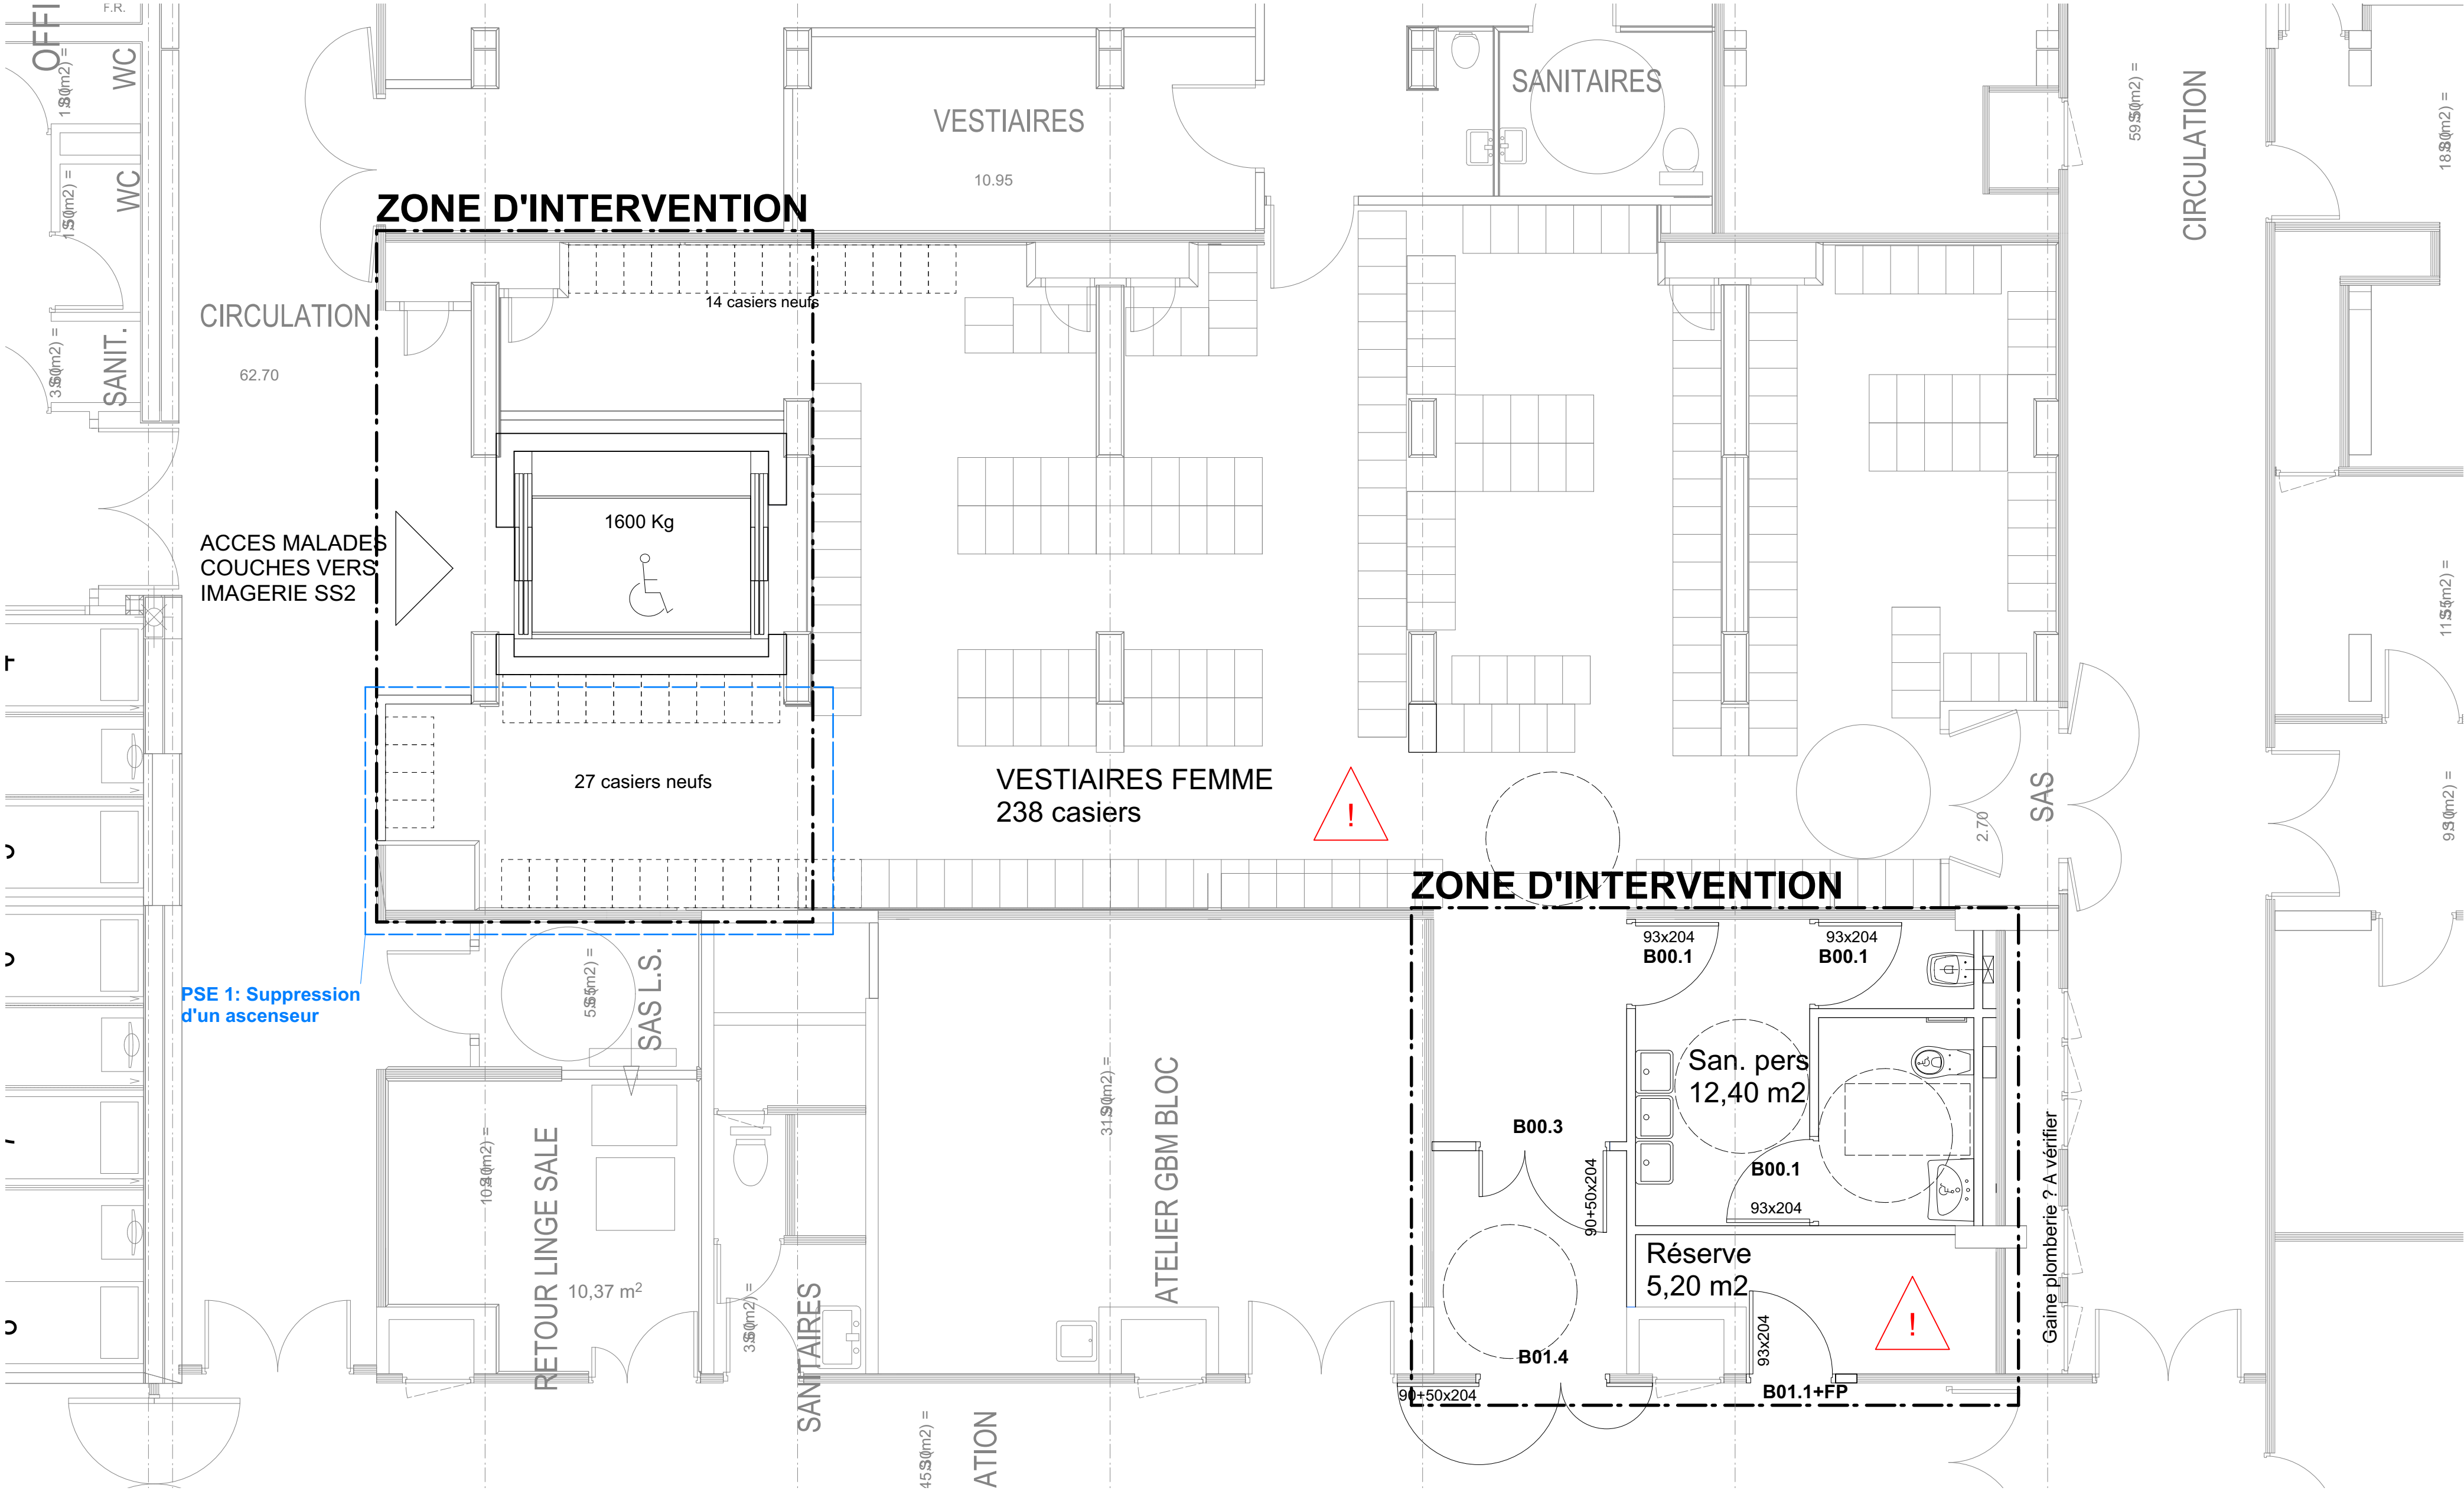 F.R.
WC
WC
SANIT.
CIRCULATION
62.70
ZONE D'INTERVENTION
VESTIAIRES
10.95
SANITAIRES
CIRCULATION
14 casiers neufs
1600 Kg
ACCES MALADES
COUCHES VERS
IMAGERIE SS2
27 casiers neufs
VESTIAIRES FEMME
238 casiers
!
SAS
2.70
ZONE D'INTERVENTION
PSE 1: Suppression
d'un ascenseur
SAS L.S.
RETOUR LINGE SALE
10,37 m2
SANITAIRES
ATELIER GBM BLOC
93x204
B00.1
93x204
B00.1
San. pers
12,40 m2
B00.3
B00.1
93x204
90+50x204
Réserve
5,20 m2
!
93x204
B01.4
90+50x204
B01.1+FP
Gaine plomberie ? A vérifier
ATION